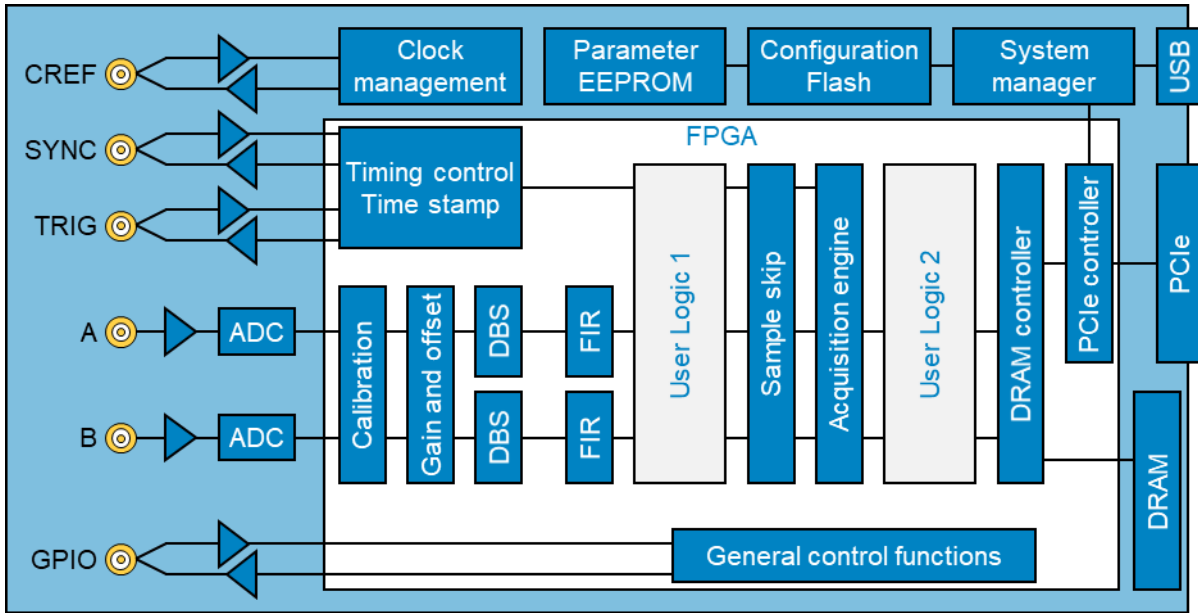 CREF
Clock
management
Parameter
EEPROM
Configuration
Flash
System
manager
USB
SYNC
TRIG
Timing control
Time stamp
FPGA
User Logic 1
Sample skip
Acquisition engine
User Logic 2
DRAM controller
PCIe controller
PCIe
A
ADC
Calibration
Gain and offset
DBS
FIR
B
ADC
DBS
FIR
DRAM
GPIO
General control functions